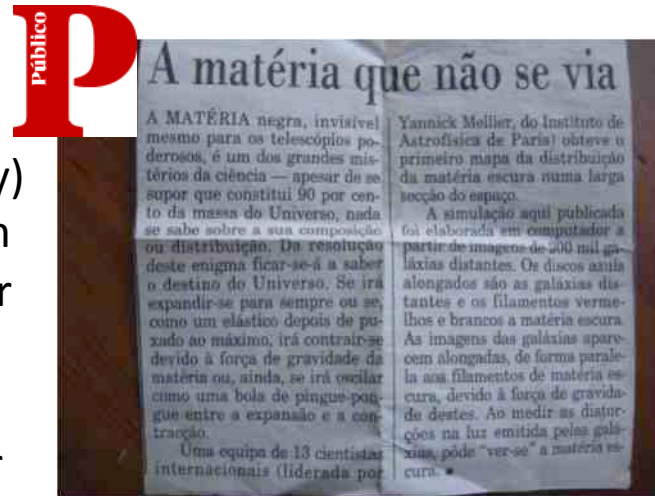 Público
P
y)
n
r
r
A matéria que não se via
A MATÉRIA negra, invisível
mesmo para os telescópios po-
derosos, é um dos grandes mis-
térios da ciência — apesar de se
supor que constitui 90 por cen-
to da massa do Universo, nada
se sabe sobre a sua composição
ou distribuição. Da resolução
deste enigma ficar-se-á a saber
o destino do Universo. Se irá
expandir-se para sempre ou se,
como um elástico depois de pu-
xado ao máximo, irá contrair-se
devido à força de gravidade da
matéria ou, ainda, se irá oscilar
como uma bola de pingue-pon-
gue entre a expansão e a con-
tracção.
Uma equipa de 13 cientistas
internacionais (liderada por
Yannick Mellier, do Instituto de
Astrofísica de Paris) obteve o
primeiro mapa da distribuição
da matéria escura numa larga
secção do espaço.
A simulação aqui publicada
foi elaborada em computador a
partir de imagens de 200 mil ga-
láxias distantes. Os discos azuis
alongados são as galáxias dis-
tantes e os filamentos verme-
lhos e brancos a matéria escura.
As imagens das galáxias apare-
cem alongadas, de forma parale-
la aos filamentos de matéria es-
cura, devido à força de gravida-
de destes. Ao medir as distor-
ções na luz emitida pelas galá-
xias, pôde "ver-se" a matéria es-
cura. ■